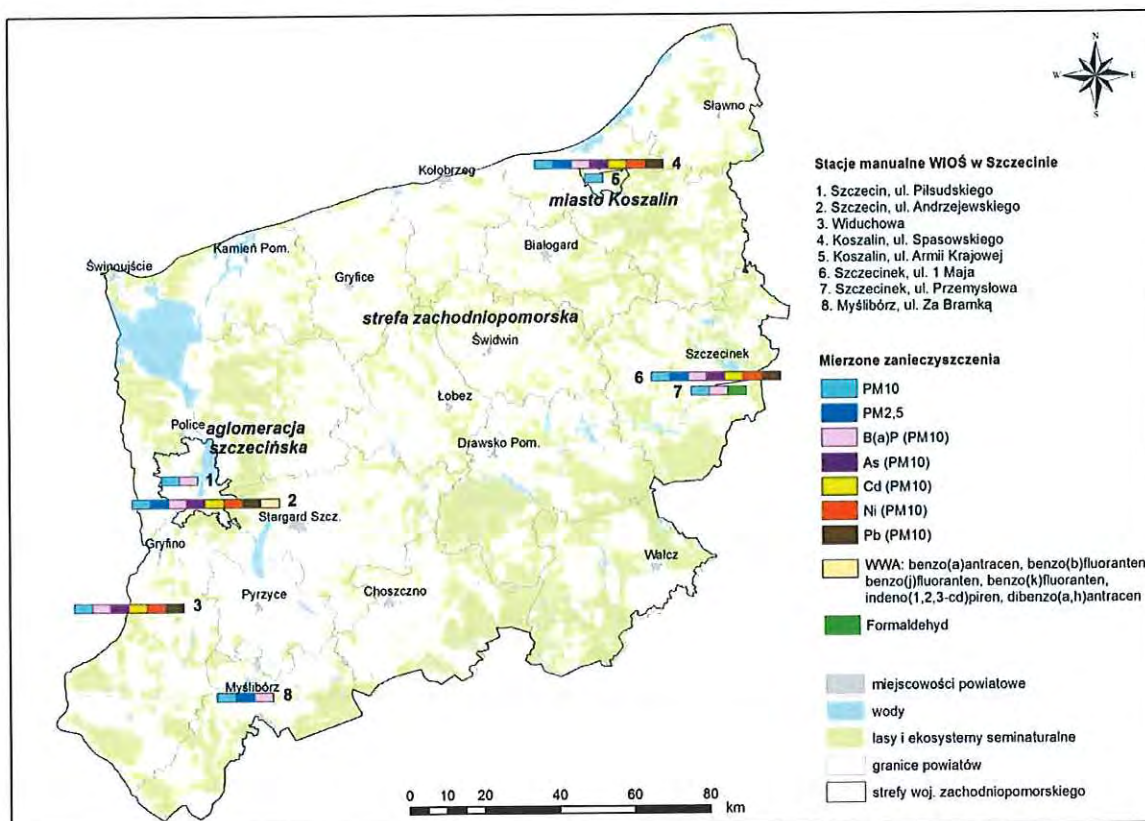 N
W
E
S
Sławno
Kołobrzeg
4
5
miasto Koszalin
Białogard
Kamień Pom.
Świnoujście
Gryfice
strefa zachodniopomorska
Świdwin
Szczecinek
6
7
Łobez
Police
aglomeracja
szczecińska
Drawsko Pom.
1
2
Stargard Szcz.
Gryfino
Wałcz
Pyrzyce
Choszczno
3
Myślibórz
8
0 20 40 60 80
km
Stacje manualne WIOŚ w Szczecinie
1. Szczecin, ul. Piłsudskiego
2. Szczecin, ul. Andrzejewskiego
3. Widuchowa
4. Koszalin, ul. Spasowskiego
5. Koszalin, ul. Armii Krajowej
6. Szczecinek, ul. 1 Maja
7. Szczecinek, ul. Przemysłowa
8. Myślibórz, ul. Za Bramką
Mierzone zanieczyszczenia
PM10
PM2,5
B(a)P (PM10)
As (PM10)
Cd (PM10)
Ni (PM10)
Pb (PM10)
WWA: benzo(a)antracen, benzo(b)fluoranten
benzo(j)fluoranten, benzo(k)fluoranten,
indeno(1,2,3-cd)piren, dibenzo(a,h)antracen
Formaldehyd
miejscowości powiatowe
wody
lasy i ekosystemy seminaturalne
granice powiatów
strefy woj. zachodniopomorskiego